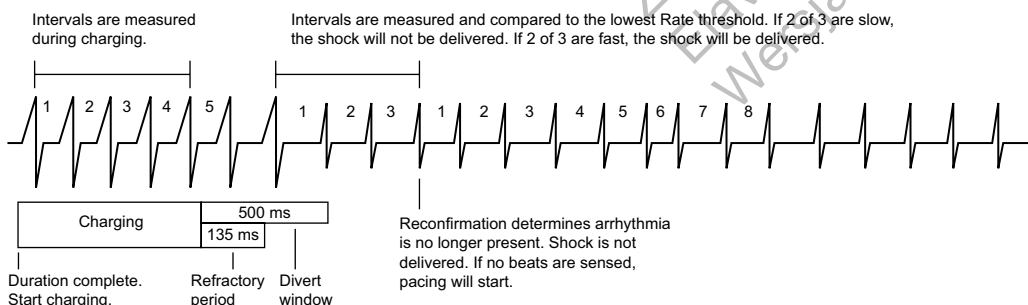 Intervals are measured
during charging.
Intervals are measured and compared to the lowest Rate threshold. If 2 of 3 are slow,
the shock will not be delivered. If 2 of 3 are fast, the shock will be delivered.
1 2 3 4 5 1 2 3 1 2 3 4 5 6 7 8
Charging
500 ms
135 ms
Duration complete.
Start charging.
Refractory
period
Divert
window
Reconfirmation determines arrhythmia
is no longer present. Shock is not
delivered. If no beats are sensed,
pacing will start.